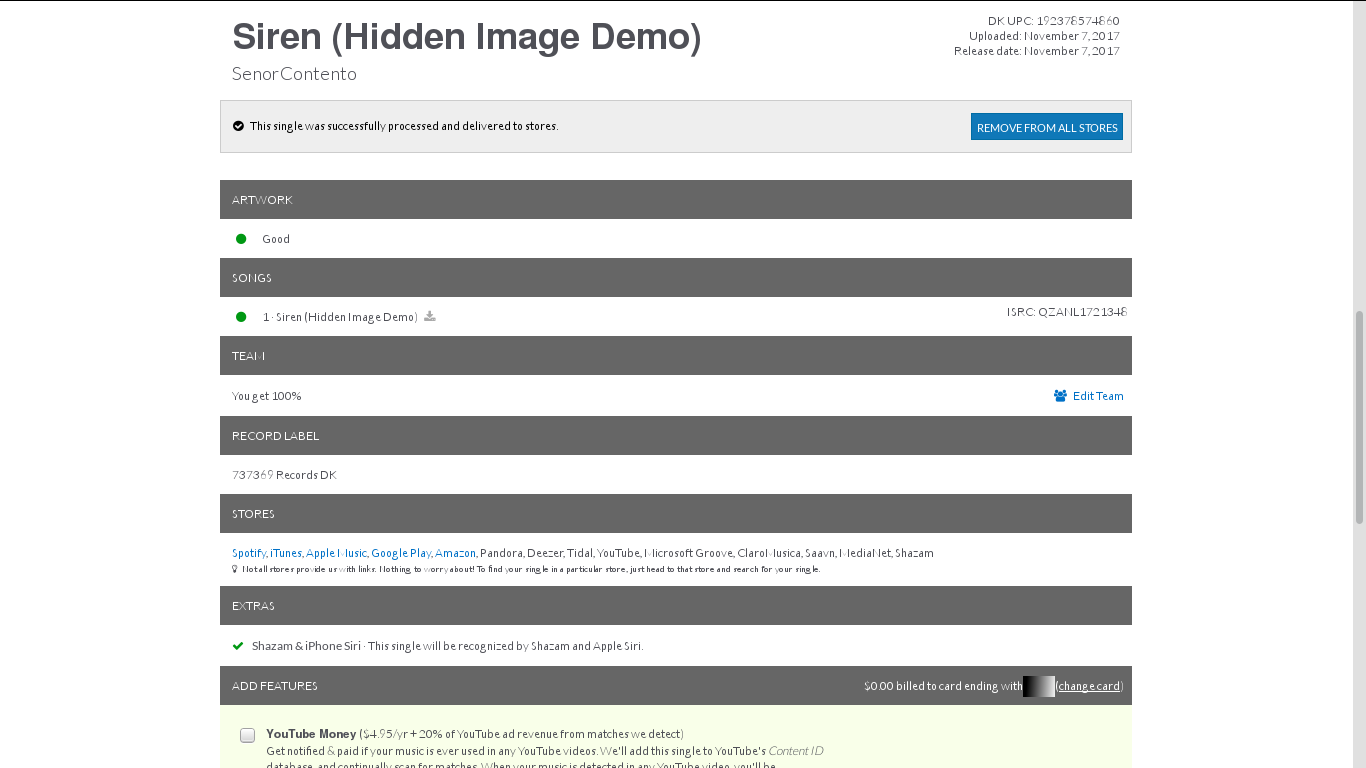 Siren (Hidden Image Demo)
SenorContento
DK UPC: 192378574860
Uploaded: November 7, 2017
Release date: November 7, 2017
This single was successfully processed and delivered to stores.
REMOVE FROM ALL STORES
ARTWORK
Good
SONGS
1 · Siren (Hidden Image Demo)
ISRC: QZANL1721348
TEAM
You get 100%
Edit Team
RECORD LABEL
737369 Records DK
STORES
Spotify, iTunes, Apple Music, Google Play, Amazon, Pandora, Deezer, Tidal, YouTube, Microsoft Groove, ClaroMusica, Saavn, MediaNet, Shazam
Not all stores provide us with links. Nothing to worry about! To find your single in a particular store, just head to that store and search for your single.
EXTRAS
Shazam & iPhone Siri · This single will be recognized by Shazam and Apple Siri.
ADD FEATURES
$0.00 billed to card ending with (change card)
YouTube Money ($4.95/yr + 20% of YouTube ad revenue from matches we detect)
Get notified & paid if your music is ever used in any YouTube videos. We'll add this single to YouTube's Content ID
database, and continually scan for matches. When your music is detected in any YouTube video, you'll be